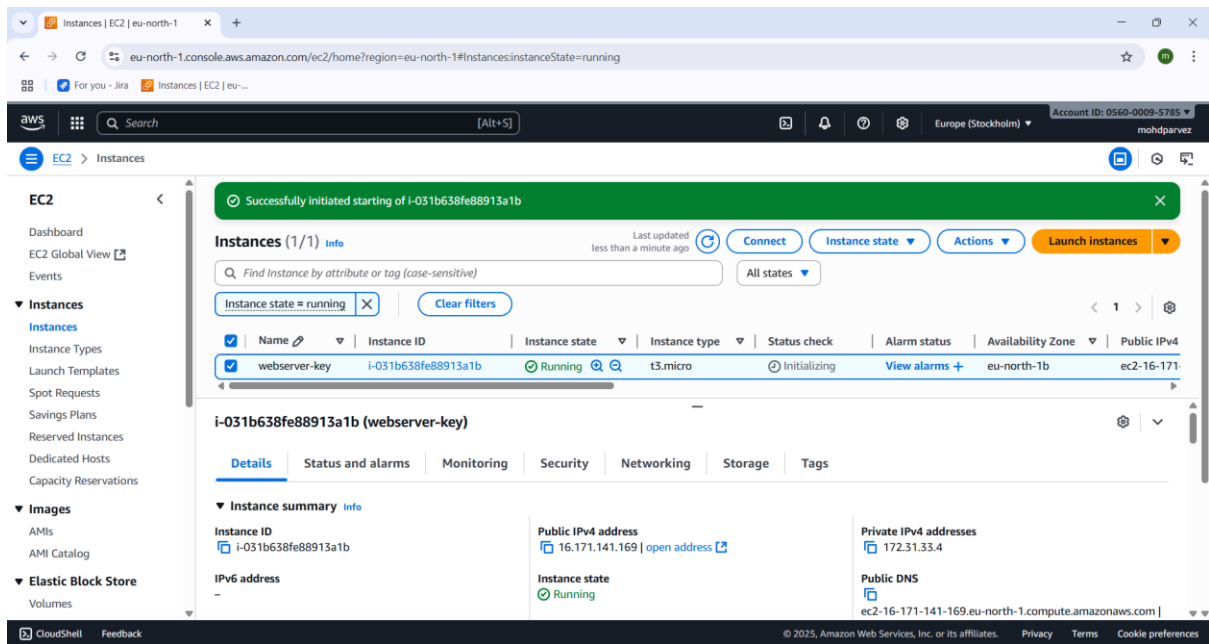 Instances | EC2 | eu-north-1
eu-north-1.console.aws.amazon.com/ec2/home?region=eu-north-1#Instances:instanceState=running
m
For you - Jira
Instances | EC2 | eu-...
aws
Search
[Alt+S]
Europe (Stockholm)
Account ID: 0560-0009-5785
mohdparvez
EC2 > Instances
EC2
Dashboard
EC2 Global View
Events
Instances
Instances
Instance Types
Launch Templates
Spot Requests
Savings Plans
Reserved Instances
Dedicated Hosts
Capacity Reservations
Images
AMIs
AMI Catalog
Elastic Block Store
Volumes
Successfully initiated starting of i-031b638fe88913a1b
Instances (1/1) Info
Last updated
less than a minute ago
Connect
Instance state
Actions
Launch instances
Find Instance by attribute or tag (case-sensitive)
All states
Instance state = running
Clear filters
1
Name | Instance ID | Instance state | Instance type | Status check | Alarm status | Availability Zone | Public IPv4
webserver-key i-031b638fe88913a1b Running t3.micro Initializing View alarms + eu-north-1b ec2-16-171-
i-031b638fe88913a1b (webserver-key)
Details Status and alarms Monitoring Security Networking Storage Tags
Instance summary Info
Instance ID
i-031b638fe88913a1b
Public IPv4 address
16.171.141.169 | open address
Private IPv4 addresses
172.31.33.4
IPv6 address
–
Instance state
Running
Public DNS
ec2-16-171-141-169.eu-north-1.compute.amazonaws.com |
CloudShell Feedback
© 2025, Amazon Web Services, Inc. or its affiliates. Privacy Terms Cookie preferences